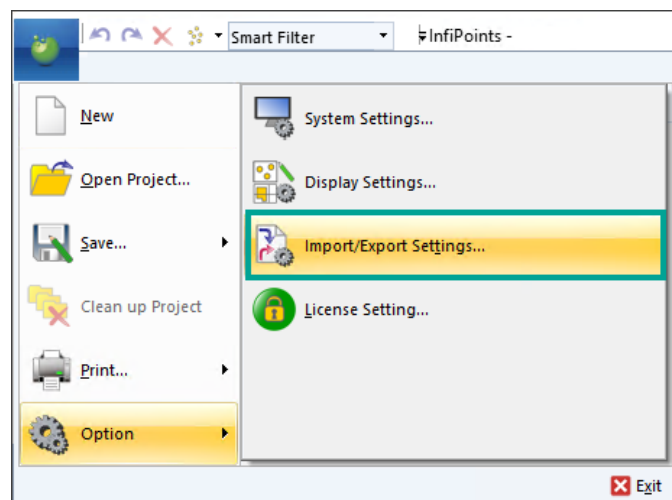 Smart Filter
InfiPoints -
New
Open Project...
Save...
Clean up Project
Print...
Option
System Settings...
Display Settings...
Import/Export Settings...
License Setting...
Exit